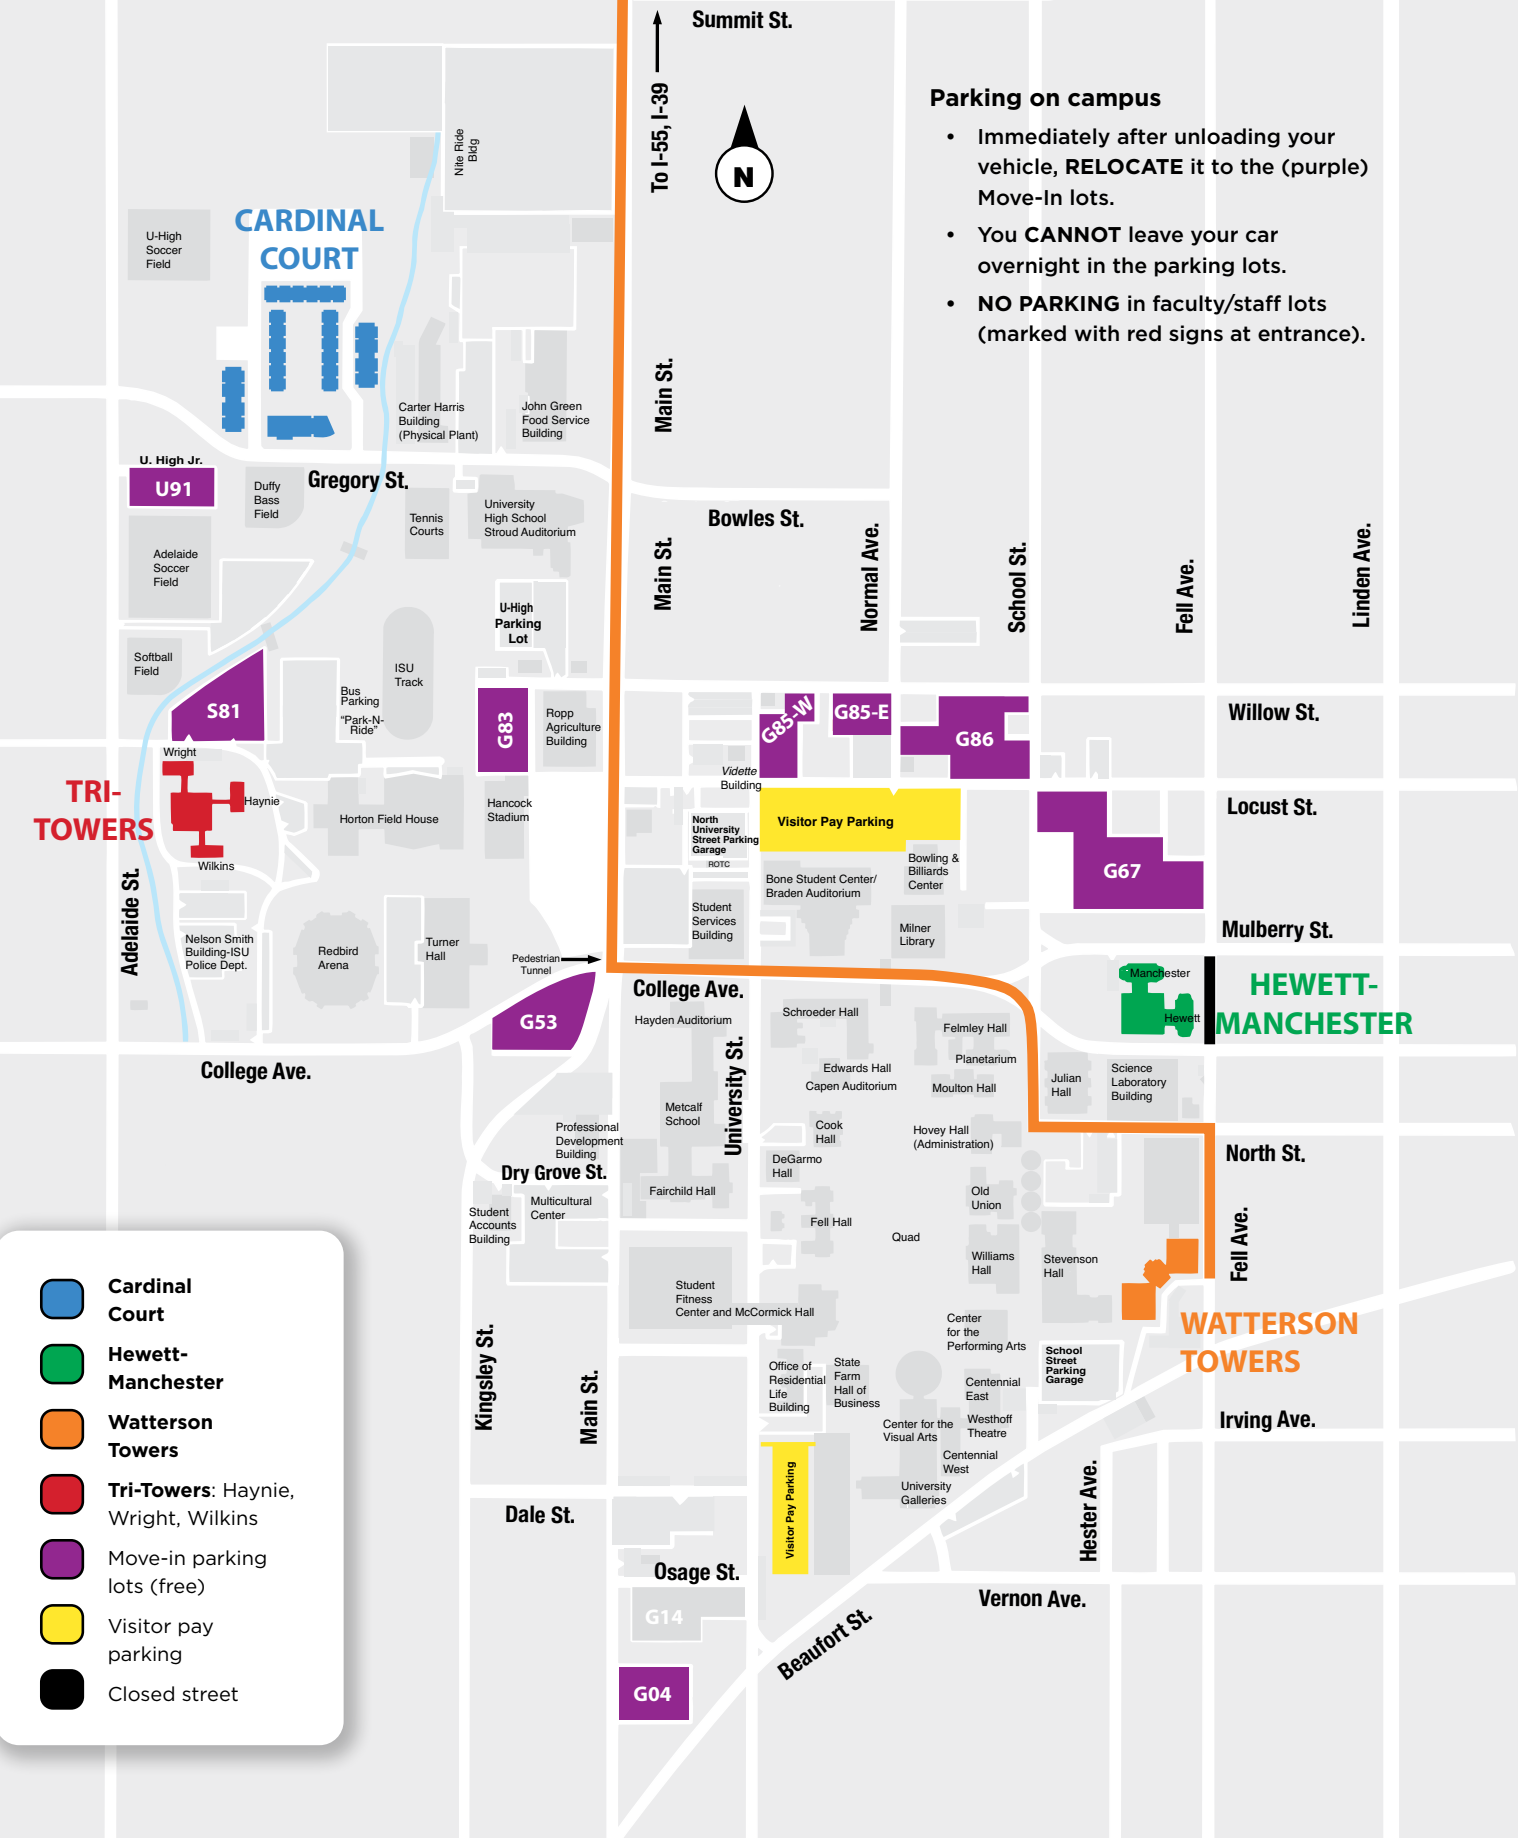 Summit St.
To I-55, I-39
N
Parking on campus
• Immediately after unloading your
vehicle, RELOCATE it to the (purple)
Move-In lots.
• You CANNOT leave your car
overnight in the parking lots.
• NO PARKING in faculty/staff lots
(marked with red signs at entrance).
Nite Ride
Bldg
CARDINAL
COURT
U-High
Soccer
Field
Main St.
Carter Harris
Building
(Physical Plant)
John Green
Food Service
Building
U. High Jr.
U91
Gregory St.
Duffy
Bass
Field
Tennis
Courts
University
High School
Stroud Auditorium
Bowles St.
Main St.
Normal Ave.
School St.
Fell Ave.
Linden Ave.
Adelaide
Soccer
Field
U-High
Parking
Lot
Softball
Field
ISU
Track
Bus
Parking
“Park-N-
Ride”
S81
G83
Ropp
Agriculture
Building
G85-W
G85-E
G86
Willow St.
Wright
Vidette
Building
TRI-
TOWERS
Haynie
Wilkins
Horton Field House
Hancock
Stadium
North
University
Street Parking
Garage
ROTC
Visitor Pay Parking
Locust St.
Bowling &
Billiards
Center
Bone Student Center/
Braden Auditorium
G67
Adelaide St.
Nelson Smith
Building-ISU
Police Dept.
Redbird
Arena
Turner
Hall
Student
Services
Building
Milner
Library
Mulberry St.
Pedestrian
Tunnel
College Ave.
Manchester
Hewett
HEWETT-
MANCHESTER
G53
Hayden Auditorium
Schroeder Hall
Felmley Hall
Planetarium
College Ave.
University St.
Edwards Hall
Capen Auditorium
Moulton Hall
Julian
Hall
Science
Laboratory
Building
Metcalf
School
Professional
Development
Building
Cook
Hall
Hovey Hall
(Administration)
North St.
DeGarmo
Hall
Dry Grove St.
Fairchild Hall
Multicultural
Center
Student
Accounts
Building
Old
Union
Fell Hall
Quad
Williams
Hall
Stevenson
Hall
Fell Ave.
Student
Fitness
Center and McCormick Hall
Center
for the
Performing Arts
WATTERSON
TOWERS
School
Street
Parking
Garage
Kingsley St.
Main St.
Office of
Residential
Life
Building
State
Farm
Hall of
Business
Centennial
East
Center for the
Visual Arts
Westhoff
Theatre
Centennial
West
University
Galleries
Irving Ave.
Hester Ave.
Visitor Pay Parking
Dale St.
Osage St.
Vernon Ave.
G14
Beaufort St.
G04
Cardinal
Court
Hewett-
Manchester
Watterson
Towers
Tri-Towers: Haynie,
Wright, Wilkins
Move-in parking
lots (free)
Visitor pay
parking
Closed street